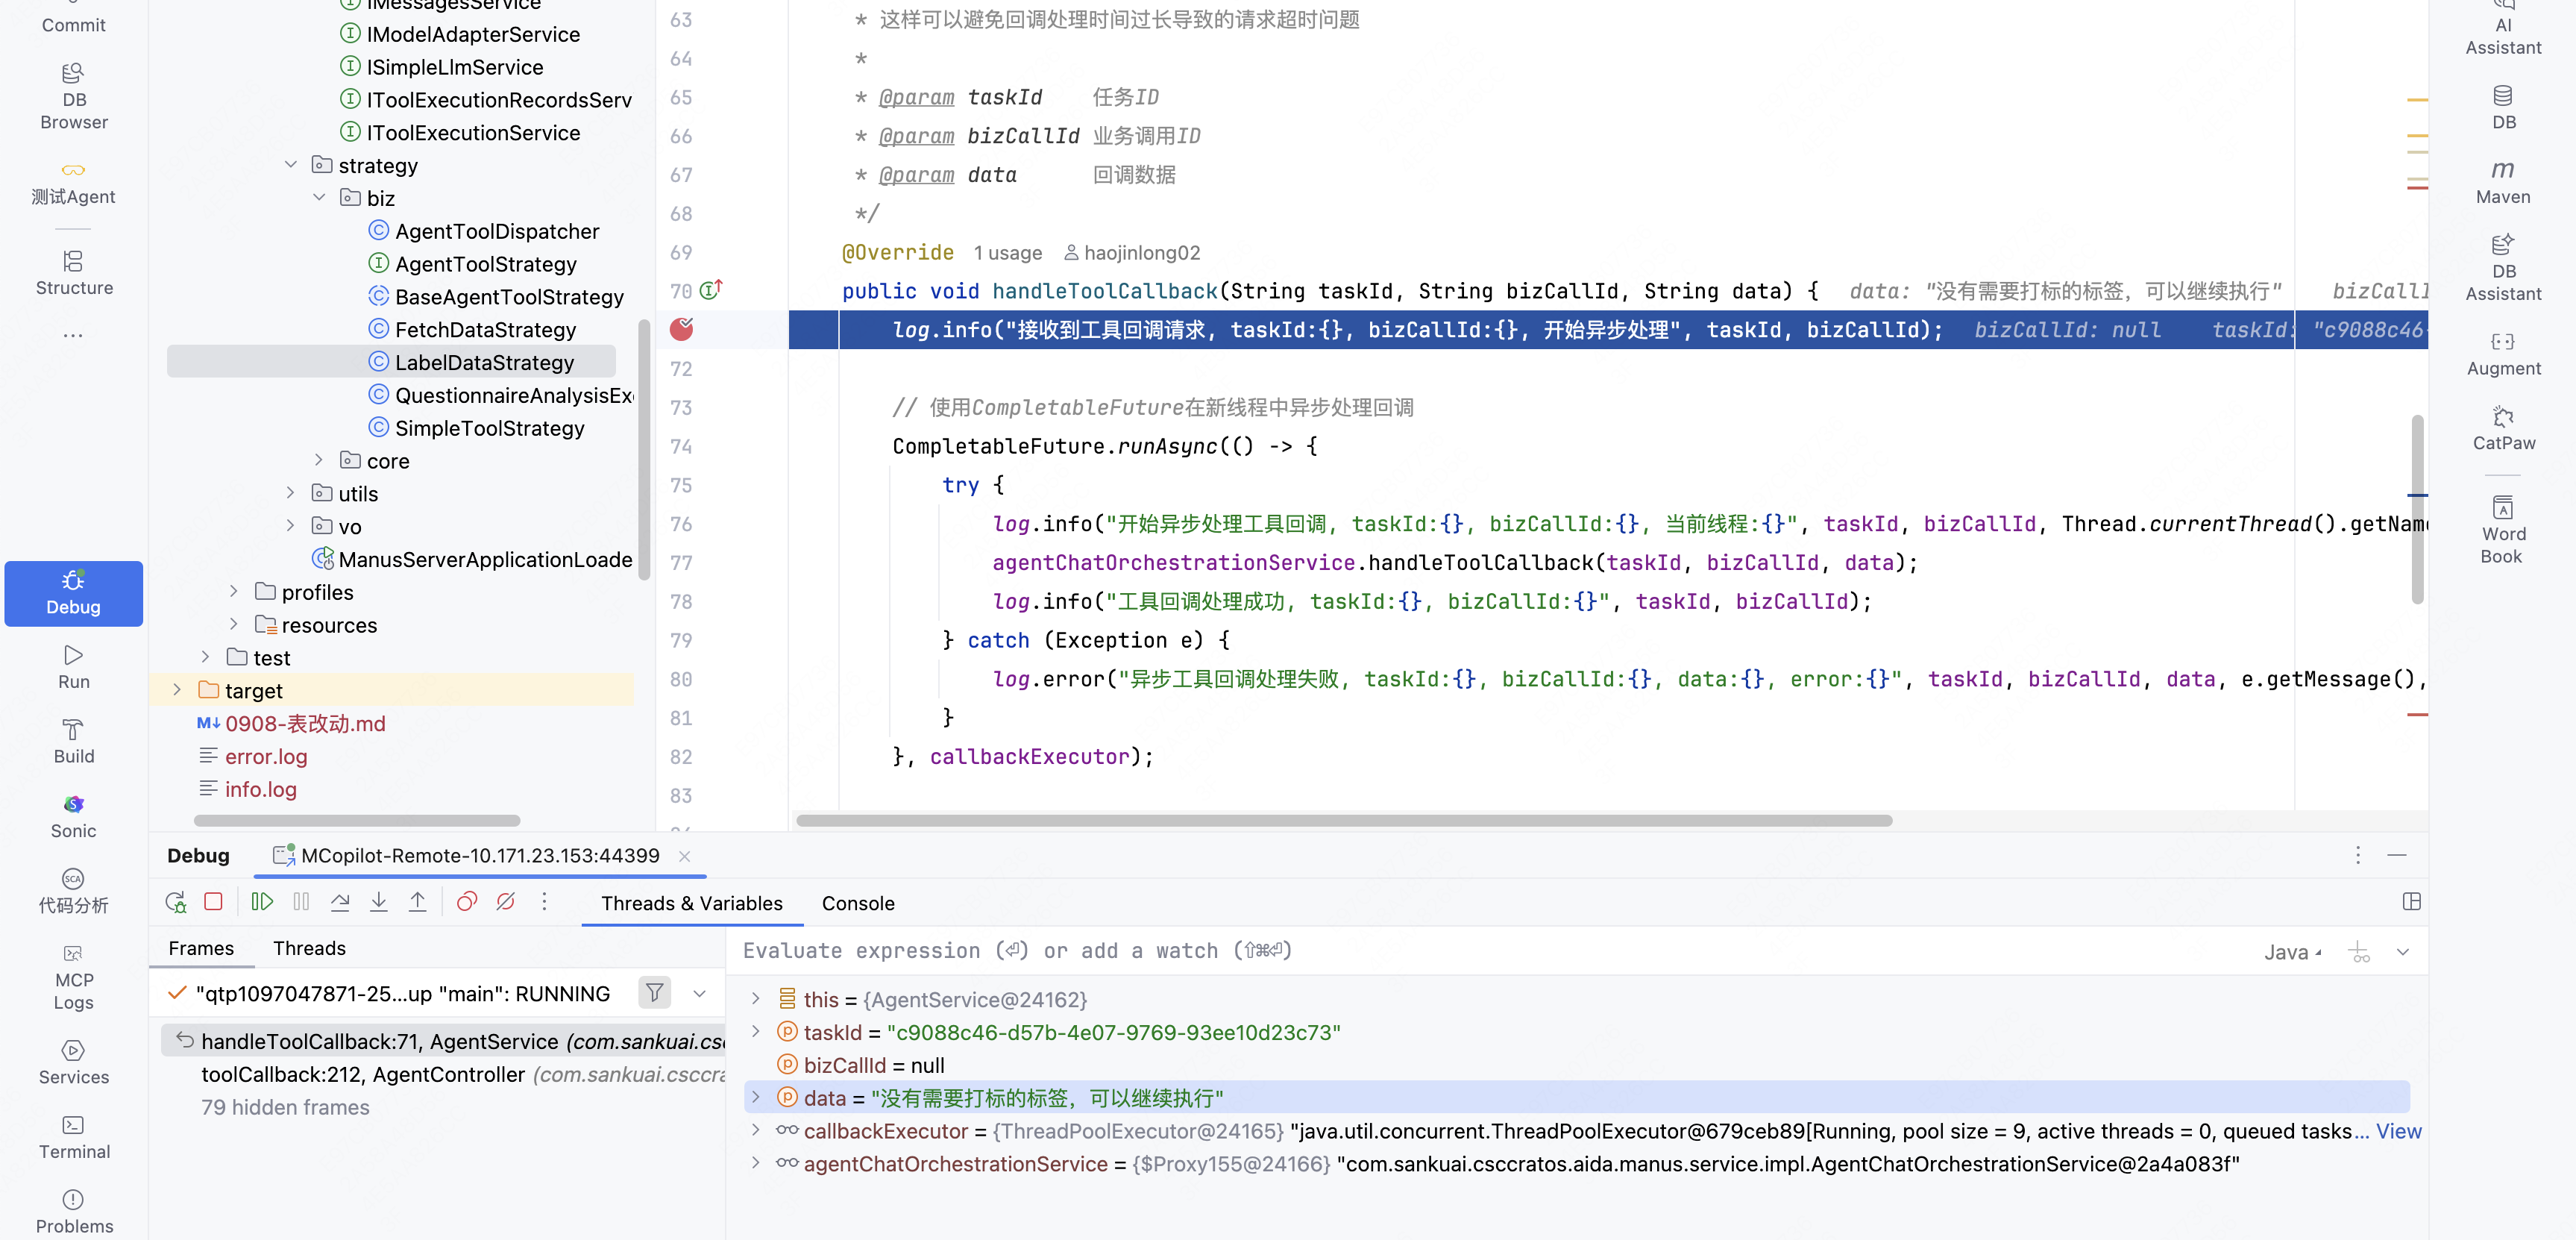 Commit
DB
Browser
测试Agent
Structure
...
Debug
Run
Build
Sonic
代码分析
MCP
Logs
Services
Terminal
Problems
IMessagesService
IModelAdapterService
ISimpleLlmService
IToolExecutionRecordsServ
IToolExecutionService
strategy
biz
AgentToolDispatcher
AgentToolStrategy
BaseAgentToolStrategy
FetchDataStrategy
LabelDataStrategy
QuestionnaireAnalysisEx
SimpleToolStrategy
core
utils
vo
ManusServerApplicationLoade
profiles
resources
test
target
M↓ 0908-表改动.md
error.log
info.log
63 * 这样可以避免回调处理时间过长导致的请求超时问题
64 *
65 * @param taskId 任务ID
66 * @param bizCallId 业务调用ID
67 * @param data 回调数据
68 */
69 @Override 1 usage haojinlong02
70 public void handleToolCallback(String taskId, String bizCallId, String data) { data: "没有需要打标的标签，可以继续执行" bizCallI
log.info("接收到工具回调请求, taskId:{}, bizCallId:{}, 开始异步处理", taskId, bizCallId); bizCallId: null taskId: "c9088c46-
72
73 // 使用CompletableFuture在新线程中异步处理回调
74 CompletableFuture.runAsync(() -> {
75 try {
76 log.info("开始异步处理工具回调, taskId:{}, bizCallId:{}, 当前线程:{}", taskId, bizCallId, Thread.currentThread().getNam
77 agentChatOrchestrationService.handleToolCallback(taskId, bizCallId, data);
78 log.info("工具回调处理成功, taskId:{}, bizCallId:{}", taskId, bizCallId);
79 } catch (Exception e) {
80 log.error("异步工具回调处理失败, taskId:{}, bizCallId:{}, data:{}, error:{}", taskId, bizCallId, data, e.getMessage(),
81 }
82 }, callbackExecutor);
83
AI
Assistant
DB
m
Maven
DB
Assistant
Augment
CatPaw
Word
Book
Debug MCopilot-Remote-10.171.23.153:44399
Threads & Variables Console
Frames Threads
"qtp1097047871-25...up "main": RUNNING
handleToolCallback:71, AgentService (com.sankuai.csc
toolCallback:212, AgentController (com.sankuai.csccra
79 hidden frames
Evaluate expression (⏎) or add a watch (⇧⌘⏎) Java
this = {AgentService@24162}
taskId = "c9088c46-d57b-4e07-9769-93ee10d23c73"
bizCallId = null
data = "没有需要打标的标签，可以继续执行"
callbackExecutor = {ThreadPoolExecutor@24165} "java.util.concurrent.ThreadPoolExecutor@679ceb89[Running, pool size = 9, active threads = 0, queued tasks... View
agentChatOrchestrationService = {$Proxy155@24166} "com.sankuai.csccratos.aida.manus.service.impl.AgentChatOrchestrationService@2a4a083f"